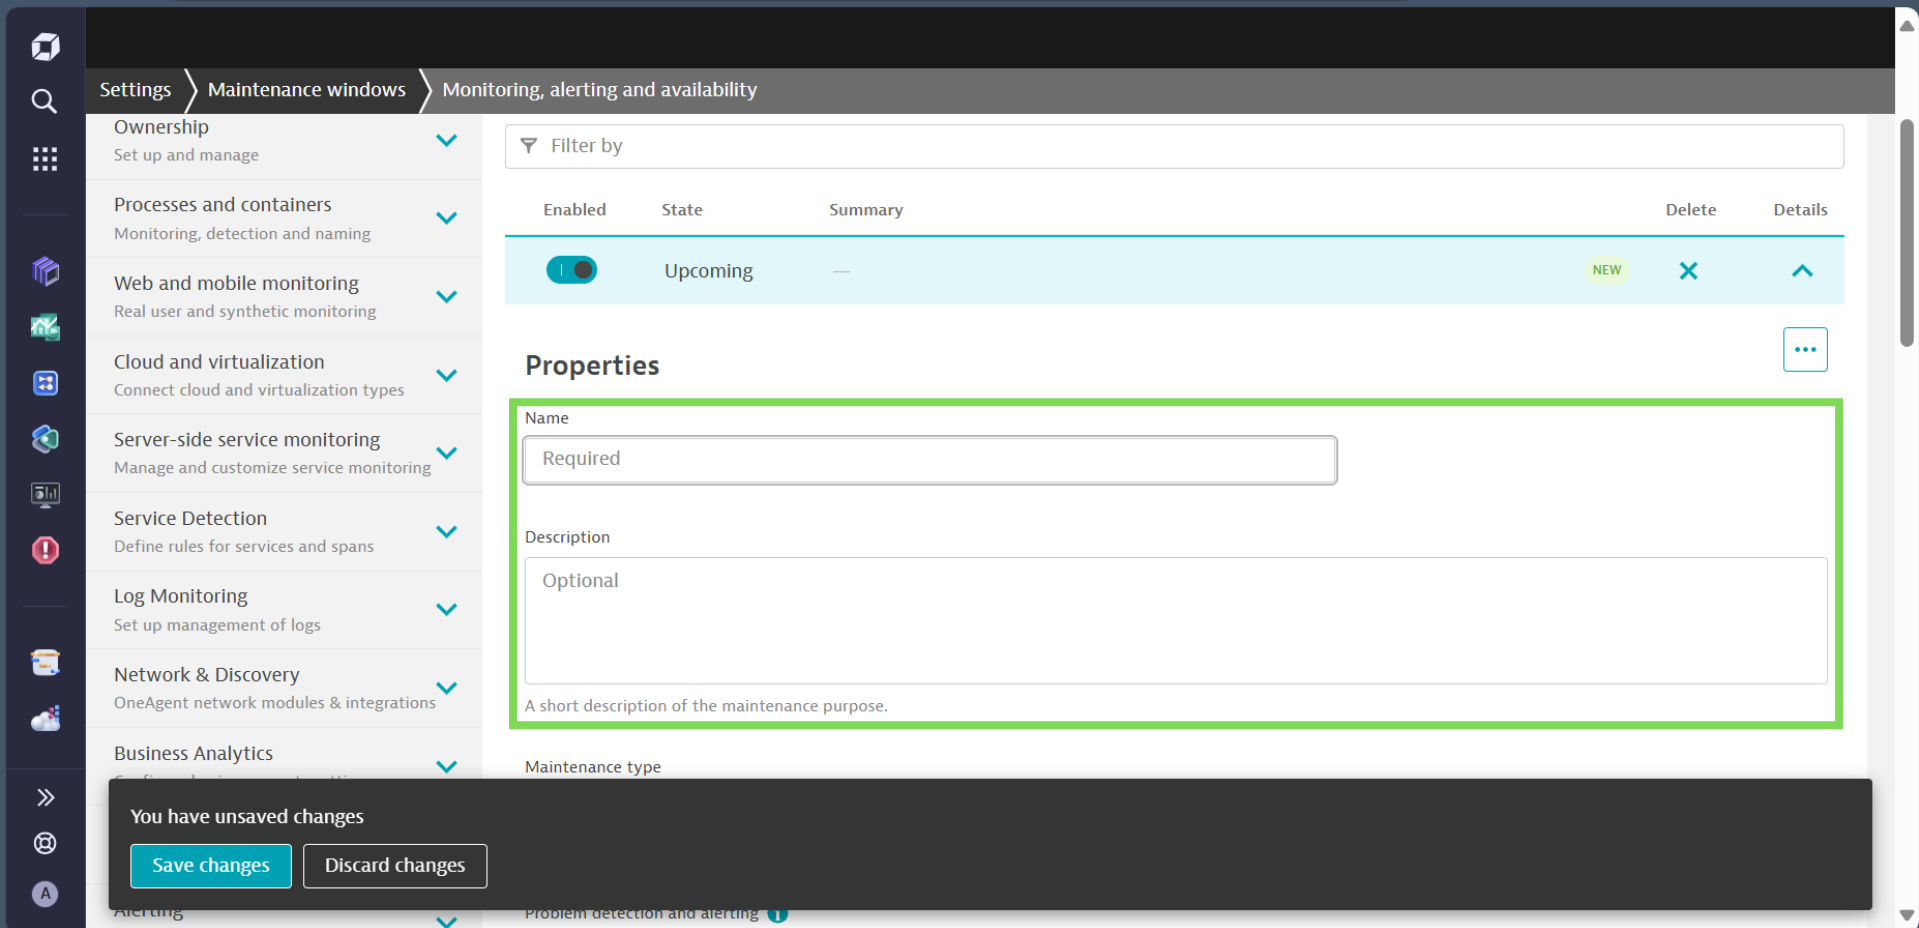 Settings
Maintenance windows
Monitoring, alerting and availability
Ownership
Set up and manage
Processes and containers
Monitoring, detection and naming
Web and mobile monitoring
Real user and synthetic monitoring
Cloud and virtualization
Connect cloud and virtualization types
Server-side service monitoring
Manage and customize service monitoring
Service Detection
Define rules for services and spans
Log Monitoring
Set up management of logs
Network & Discovery
OneAgent network modules & integrations
Business Analytics
Alerting
A
Filter by
Enabled State Summary Delete Details
Upcoming — NEW
Properties
Name
Required
Description
Optional
A short description of the maintenance purpose.
Maintenance type
You have unsaved changes
Save changes Discard changes
Problem detection and alerting